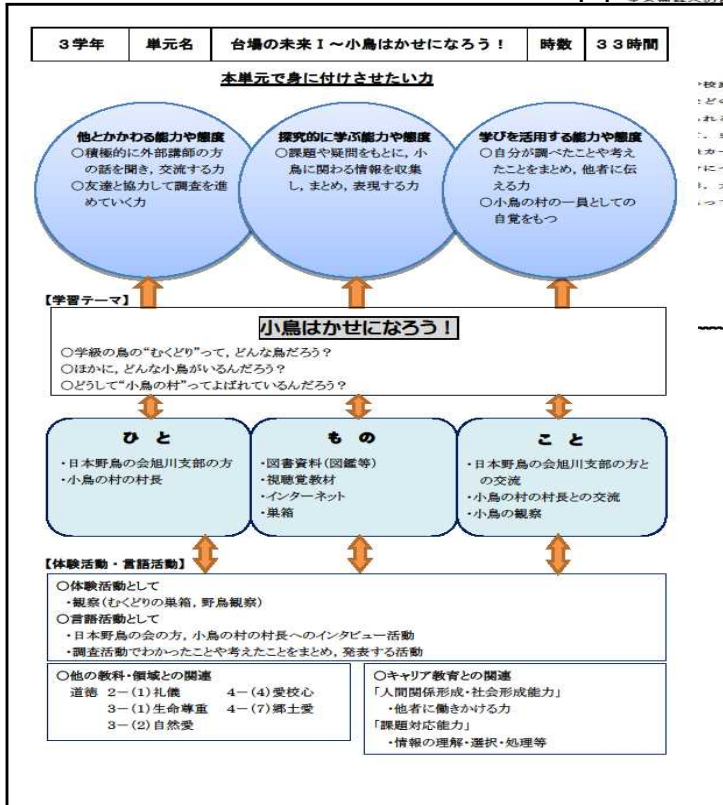 3学年 単元名 台場の未来Ⅰ～小鳥はかせになろう！ 時数 33時間
本単元で身に付けさせたい力
他とかかわる能力や態度
○積極的に外部講師の方
の話を聞き，交流する力
○友達と協力して調査を進
めていく力
探究的に学ぶ能力や態度
○課題や疑問をもとに，小
鳥に関わる情報を収集
し，まとめ，表現する力
学びを活用する能力や態度
○自分が調べたことや考え
たことをまとめ，他者に伝
える力
○小鳥の村の一員としての
自覚をもつ
【学習テーマ】
小鳥はかせになろう！
○学級の鳥の“むくどり”って，どんな鳥だろう？
○ほかに，どんな小鳥がいるんだろう？
○どうして“小鳥の村”ってよばれているんだろう？
ひと
・日本野鳥の会旭川支部の方
・小鳥の村の村長
もの
・図書資料（図鑑等）
・視聴覚教材
・インターネット
・巣箱
こと
・日本野鳥の会旭川支部の方と
の交流
・小鳥の村の村長との交流
・小鳥の観察
【体験活動・言語活動】
○体験活動として
・観察（むくどりの巣箱，野鳥観察）
○言語活動として
・日本野鳥の会の方，小鳥の村の村長へのインタビュー活動
・調査活動でわかったことや考えたことをまとめ，発表する活動
○他の教科・領域との関連
道徳 2－（1）礼儀 4－（4）愛校心
3－（1）生命尊重 4－（7）郷土愛
3－（2）自然愛
○キャリア教育との関連
「人間関係形成・社会形成能力」
・他者に働きかける力
「課題対応能力」
・情報の理解・選択・処理等